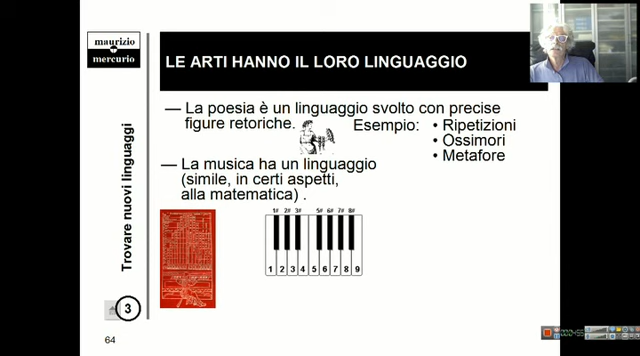 maurizio
mercurio
LE ARTI HANNO IL LORO LINGUAGGIO
Trovare nuovi linguaggi
— La poesia è un linguaggio svolto con precise
figure retoriche.
Esempio: • Ripetizioni
• Ossimori
• Metafore
— La musica ha un linguaggio
(simile, in certi aspetti,
alla matematica) .
1# 2# 3# 5# 6# 7# 8#
1 2 3 4 5 6 7 8 9
3
64